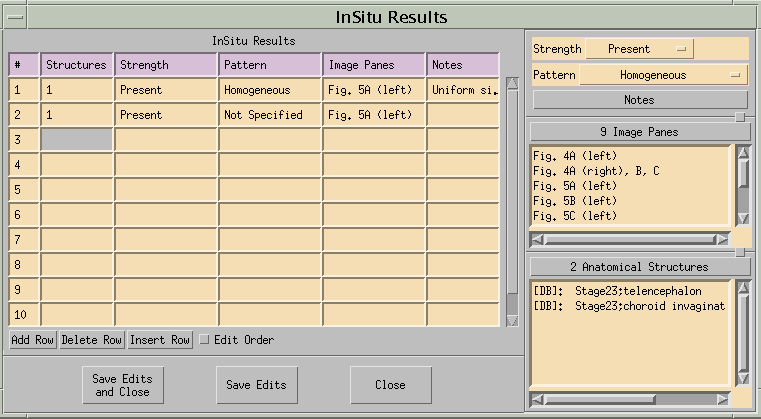 InSitu Results
InSitu Results
# Structures Strength Pattern Image Panes Notes
1 1 Present Homogeneous Fig. 5A (left) Uniform si.
2 1 Present Not Specified Fig. 5A (left)
3
4
5
6
7
8
9
10
Add Row Delete Row Insert Row Edit Order
Save Edits and Close
Save Edits
Close
Strength Present
Pattern Homogeneous
Notes
9 Image Panes
Fig. 4A (left)
Fig. 4A (right), B, C
Fig. 5A (left)
Fig. 5B (left)
Fig. 5C (left)
2 Anatomical Structures
[DB]: Stage23;telencephalon
[DB]: Stage23;choroid invaginat